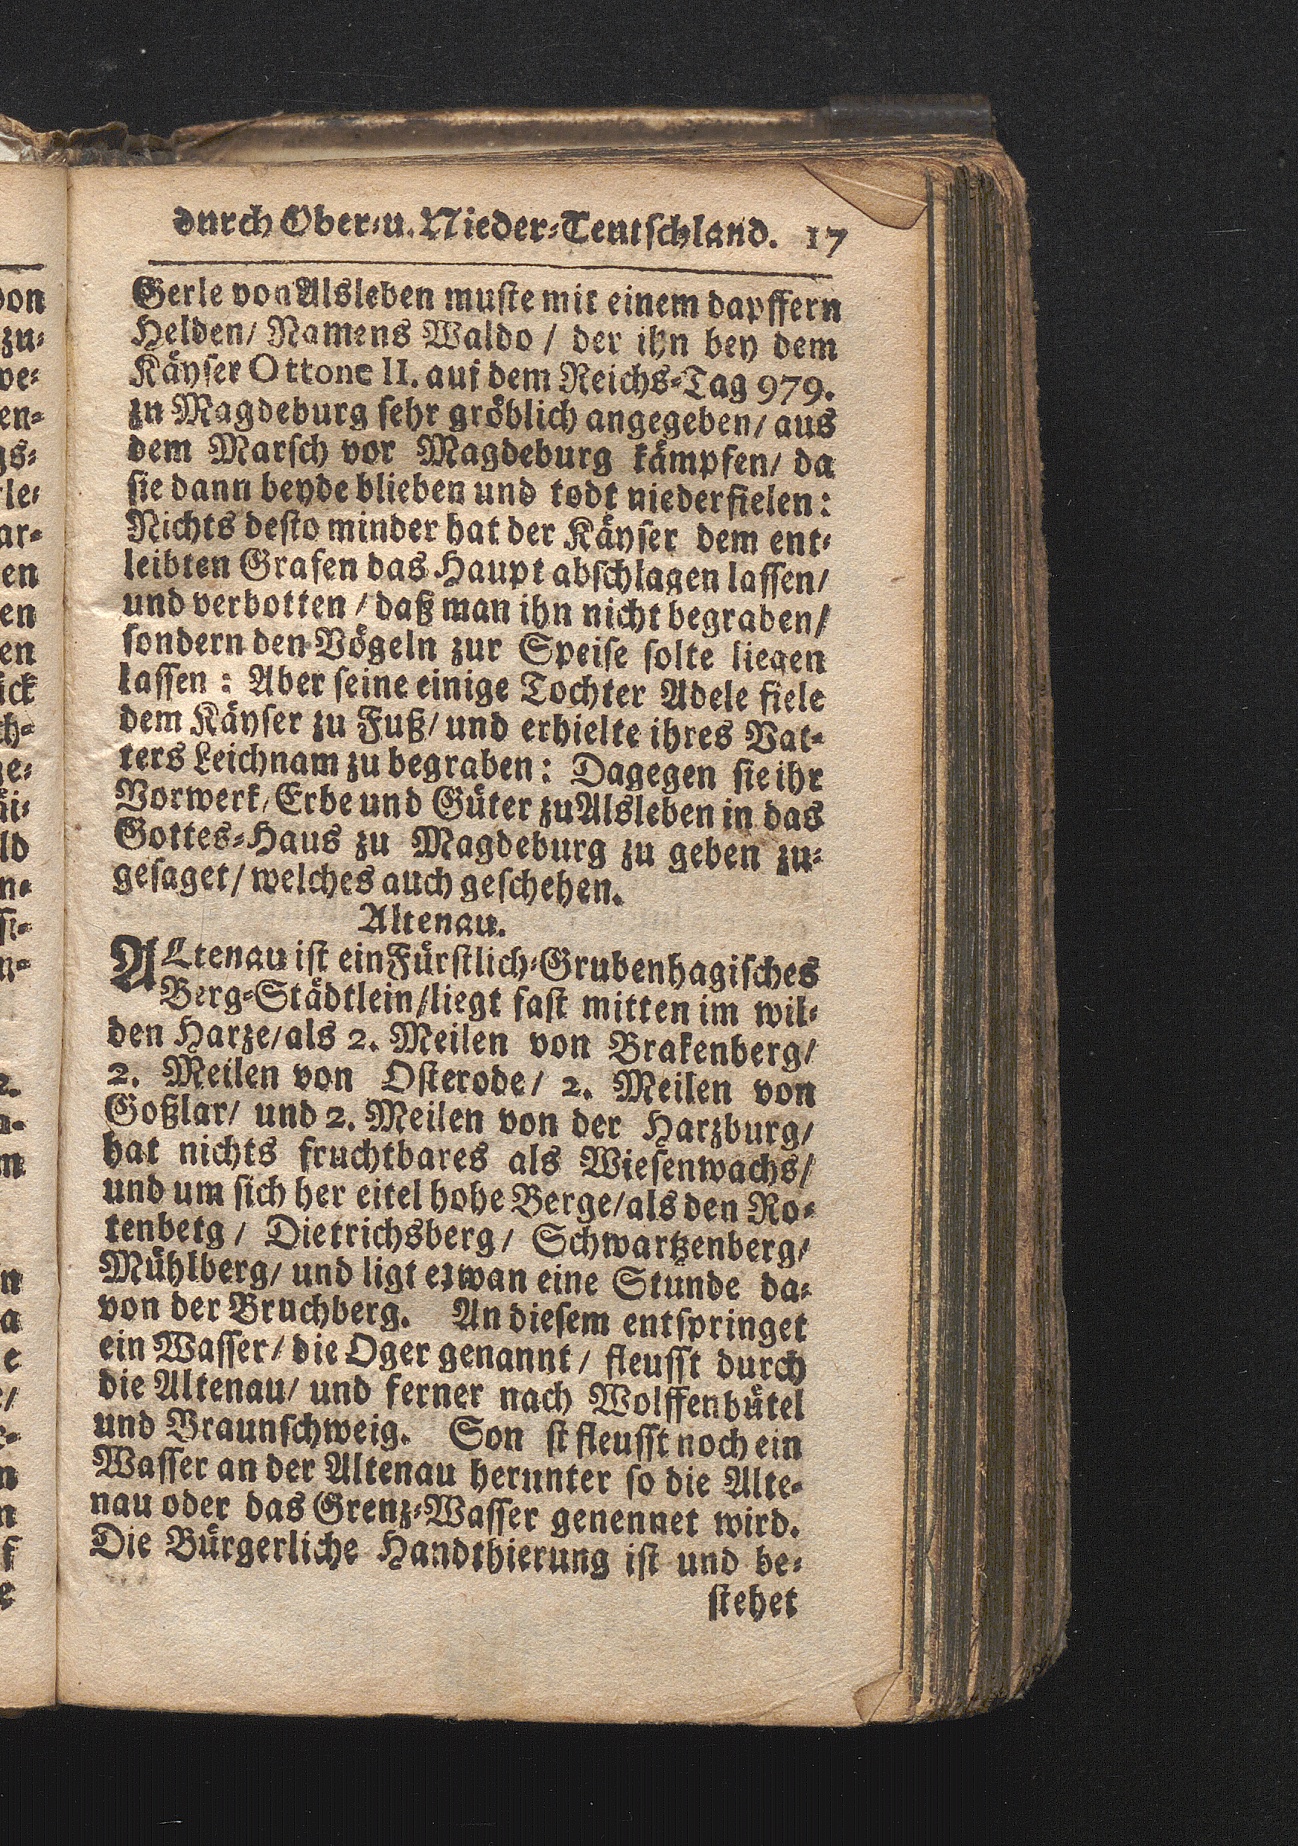 durch Ober-u. Nieder-Teutschland. 17
Gerle von Alsleben muste mit einem dapffern
Helden/ Namens Waldo / der ihn bey dem
Käyser Ottone II. auf dem Reichs-Tag 979.
zu Magdeburg sehr gröblich angegeben/ aus
dem Marsch vor Magdeburg kämpfen/ da
sie dann beyde blieben und todt niederfielen:
Nichts desto minder hat der Käyser dem ent-
leibten Grafen das Haupt abschlagen lassen/
und verbotten / daß man ihn nicht begraben/
sondern den Vögeln zur Speise solte liegen
lassen: Aber seine einige Tochter Adele fiele
dem Käyser zu Fuß/ und erhielte ihres Vat-
ters Leichnam zu begraben: Dagegen sie ihr
Vorwerk, Erbe und Güter zu Alsleben in das
Gottes-Haus zu Magdeburg zu geben zu-
gesaget/ welches auch geschehen.
Altenau.
ALtenau ist ein Fürstlich-Grubenhagisches
Berg-Städtlein/liegt fast mitten im wil-
den Harze/als 2. Meilen von Brakenberg/
2. Meilen von Osterode/ 2. Meilen von
Goßlar/ und 2. Meilen von der Harzburg/
hat nichts fruchtbares als Wiesenwachs/
und um sich her eitel hohe Berge/als den Ro-
tenberg / Dietrichsberg/ Schwartzenberg/
Mühlberg/ und ligt etwan eine Stunde da-
von der Bruchberg. An diesem entspringet
ein Wasser/ die Oger genannt / fleusst durch
die Altenau/ und ferner nach Wolffenbütel
und Braunschweig. Son st fleusst noch ein
Wasser an der Altenau herunter so die Alte-
nau oder das Grenz-Wasser genennet wird.
Die Bürgerliche Handthierung ist und be-
stehet